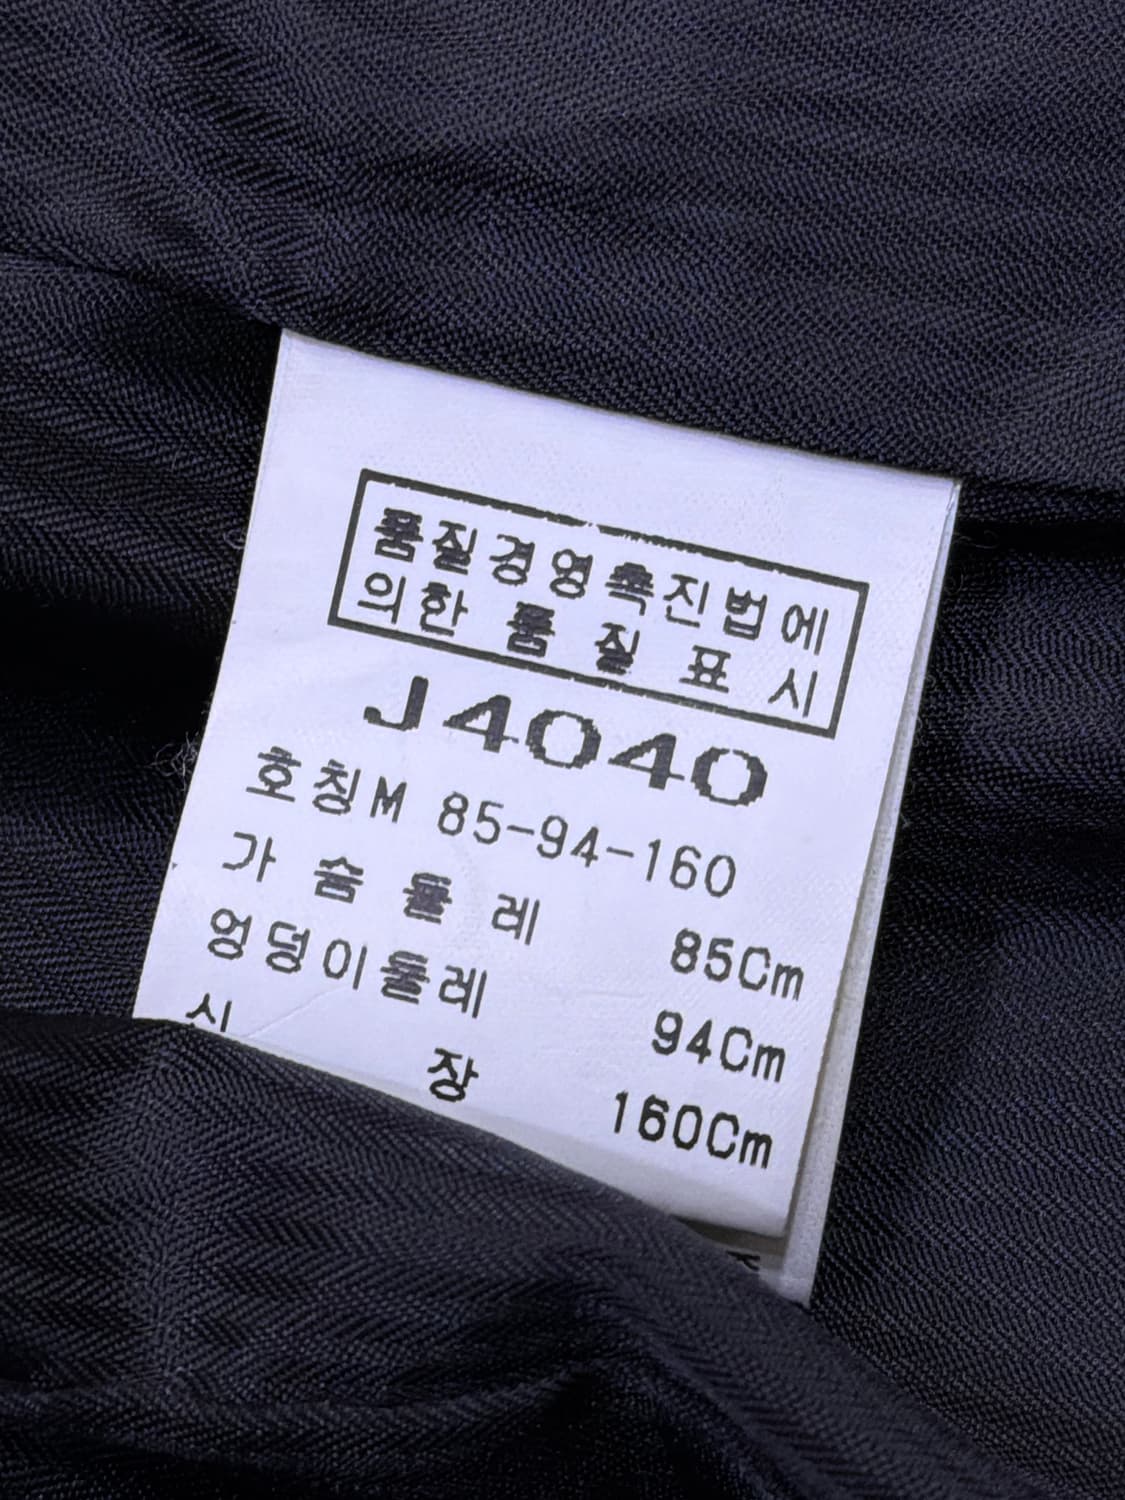 품질경영촉진법에
의한 품질 표시
J4040
호칭M 85-94-160
가슴둘레 85Cm
엉덩이둘레 94Cm
신장 160Cm